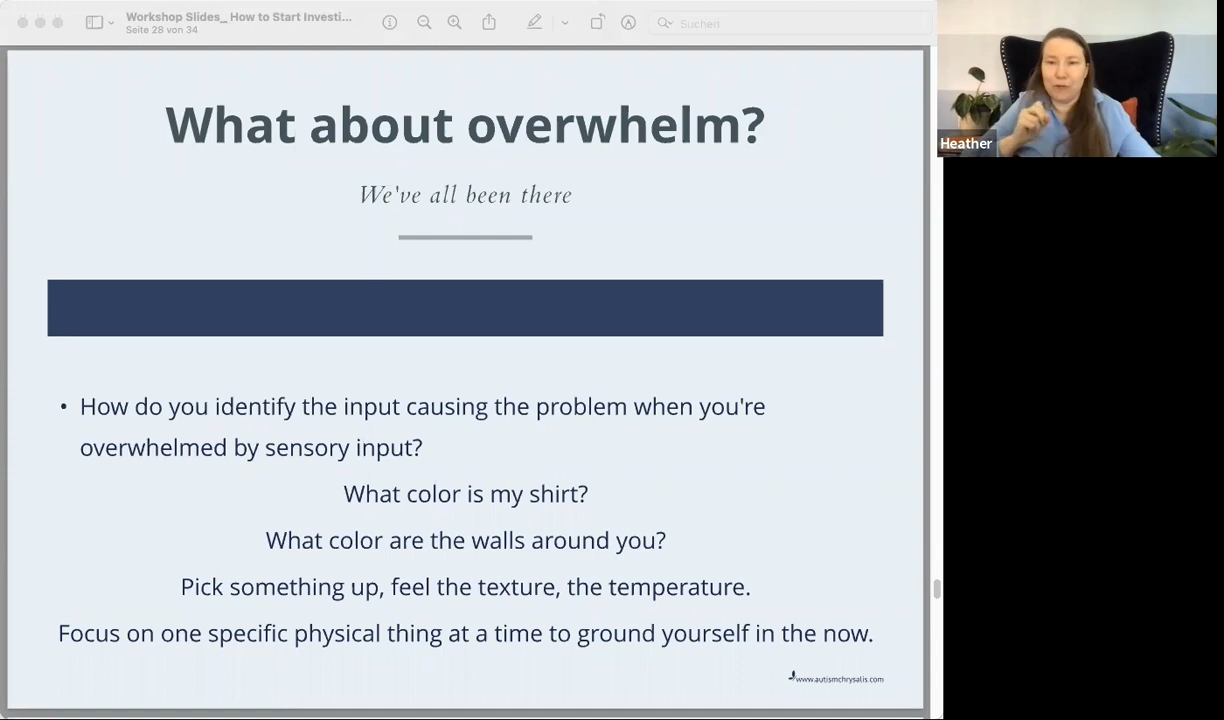 Workshop Slides_ How to Start Investi...
Seite 28 von 34
Suchen
Heather
What about overwhelm?
We've all been there
• How do you identify the input causing the problem when you're
overwhelmed by sensory input?
What color is my shirt?
What color are the walls around you?
Pick something up, feel the texture, the temperature.
Focus on one specific physical thing at a time to ground yourself in the now.
www.autismchrysalis.com